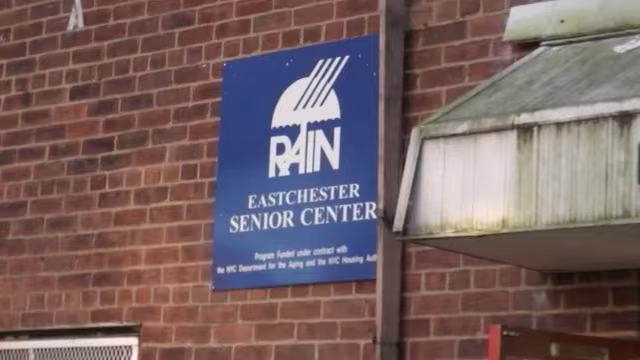 RAIN
EASTCHESTER
SENIOR CENTER
Program Funded under contract with
the NYC Department for the Aging and the NYC Housing Auth